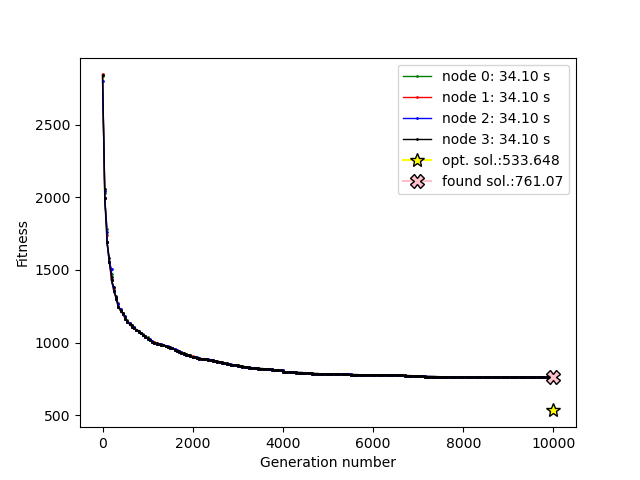 node 0: 34.10 s
node 1: 34.10 s
node 2: 34.10 s
node 3: 34.10 s
opt. sol.:533.648
found sol.:761.07
Fitness
2500
2000
1500
1000
500
0 2000 4000 6000 8000 10000
Generation number